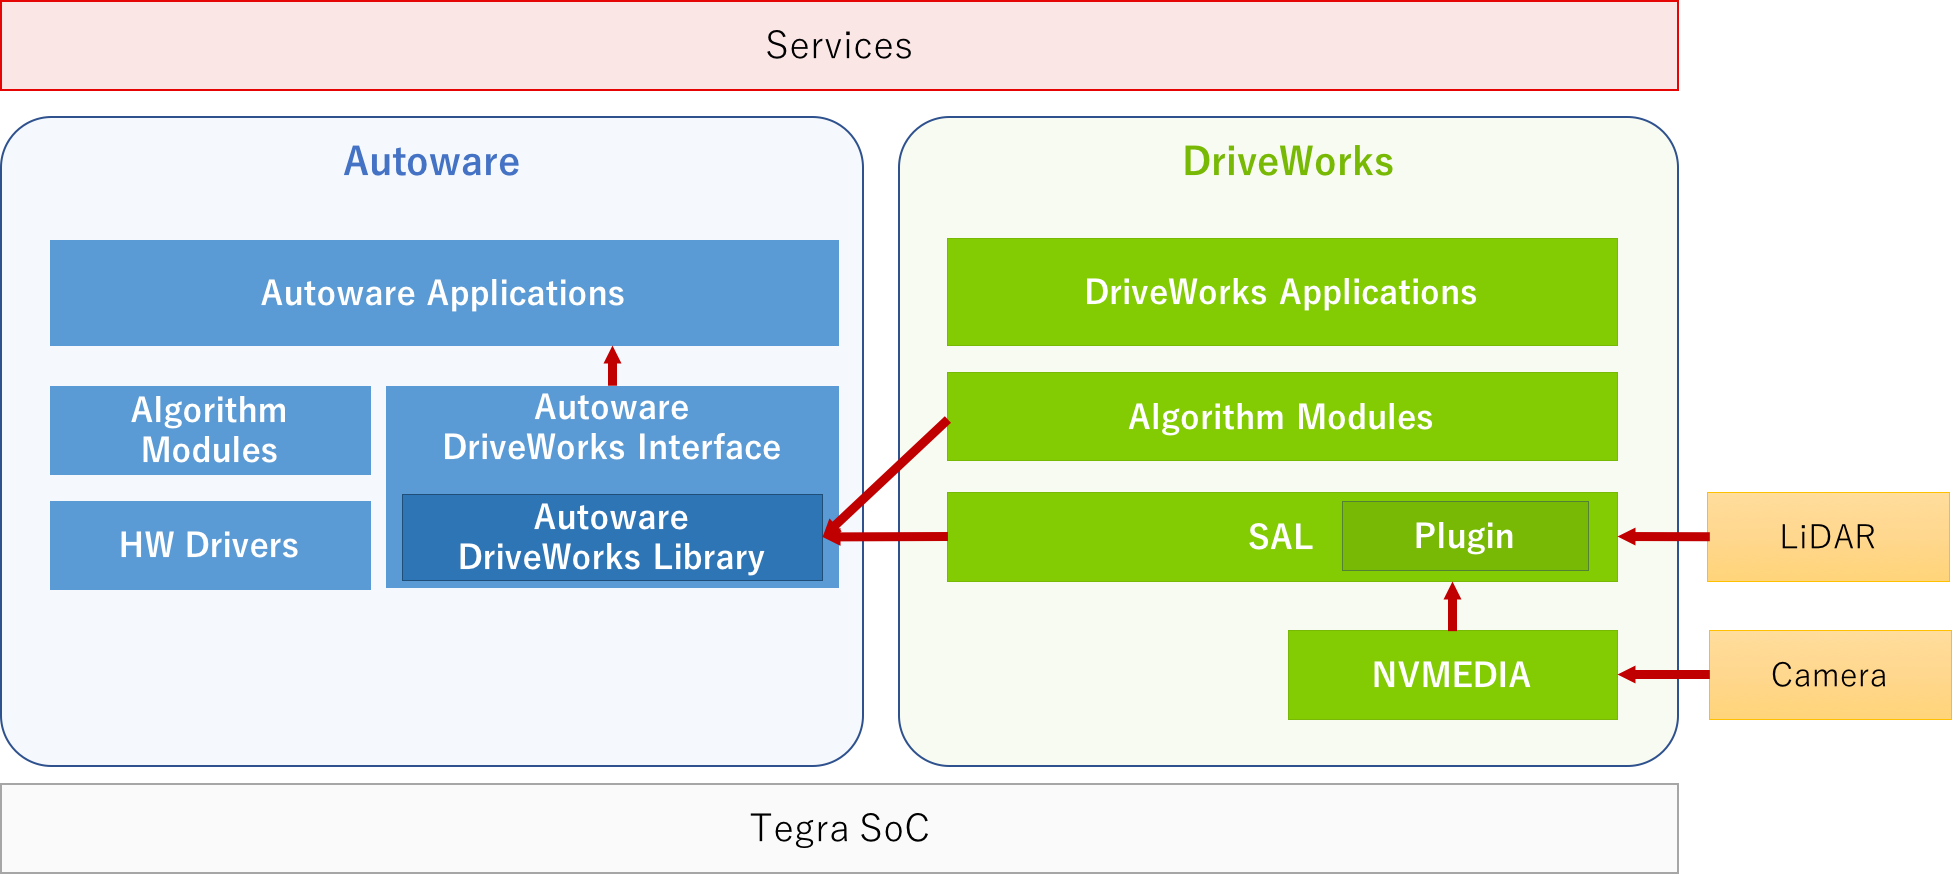 Services
Autoware
Autoware Applications
Algorithm
Modules
HW Drivers
Autoware
DriveWorks Interface
Autoware
DriveWorks Library
DriveWorks
DriveWorks Applications
Algorithm Modules
SAL
Plugin
NVMEDIA
LiDAR
Camera
Tegra SoC